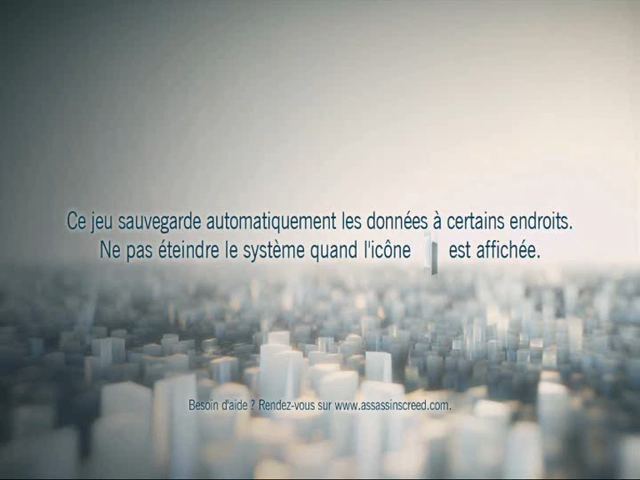 Ce jeu sauvegarde automatiquement les données à certains endroits.
Ne pas éteindre le système quand l'icône est affichée.
Besoin d'aide ? Rendez-vous sur www.assassinscreed.com.